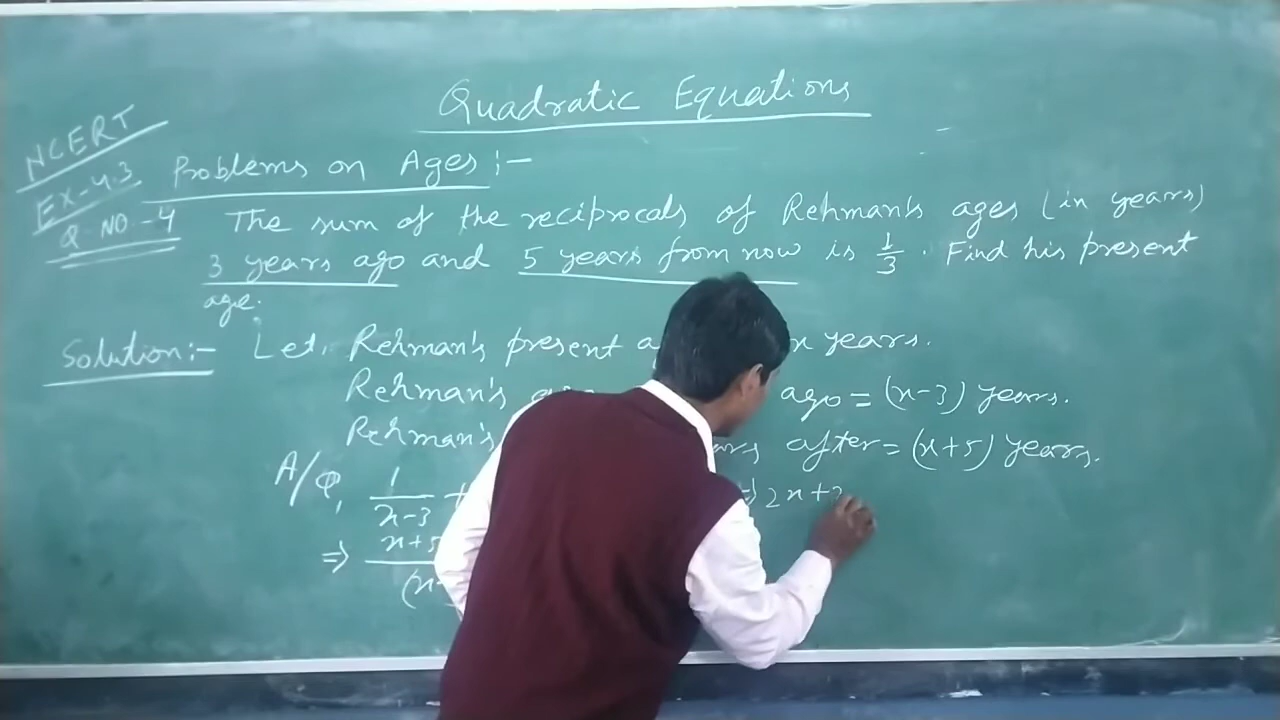 Quadratic Equations
NCERT
EX-4.3
Q. NO.-4
Problems on Ages :-
The sum of the reciprocals of Rehman's ages (in years)
3 years ago and 5 years from now is 1/3. Find his present
age.
Solution:- Let, Rehman's present x years.
Rehman's ago = (x-3) years.
Rehman's after = (x+5) years.
A/Q, 1/(x-3) + => 2x+2
=> x+5